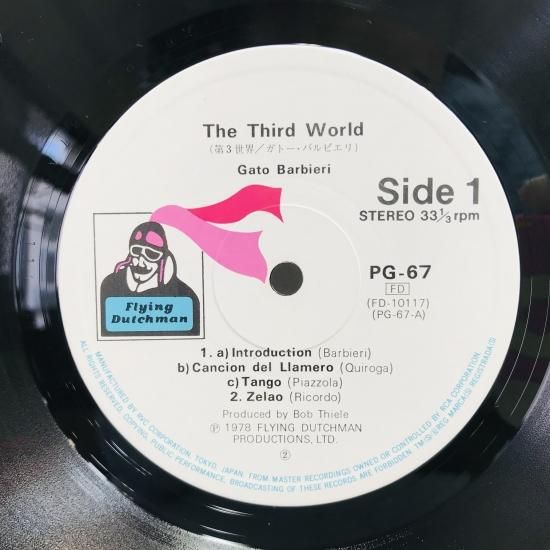 The Third World
(第3世界/ガトー・バルビエリ)
Gato Barbieri
Side 1
STEREO 33⅓ rpm
Flying
Dutchman
PG-67
FD
(FD-10117)
(PG-67-A)
1. a) Introduction (Barbieri)
b) Cancion del Llamero (Quiroga)
c) Tango (Piazzola)
2. Zelao (Ricordo)
Produced by Bob Thiele
Ⓟ 1978 FLYING DUTCHMAN
PRODUCTIONS, LTD.
②
MANUFACTURED BY RVC CORPORATION, TOKYO, JAPAN, FROM MASTER RECORDINGS OWNED OR CONTROLLED BY RCA CORPORATION.
ALL RIGHTS RESERVED. COPYING, PUBLIC PERFORMANCE, BROADCASTING OF THESE RECORDS ARE FORBIDDEN TM(S)®REG MARCA(S) REGISTRADA(S)